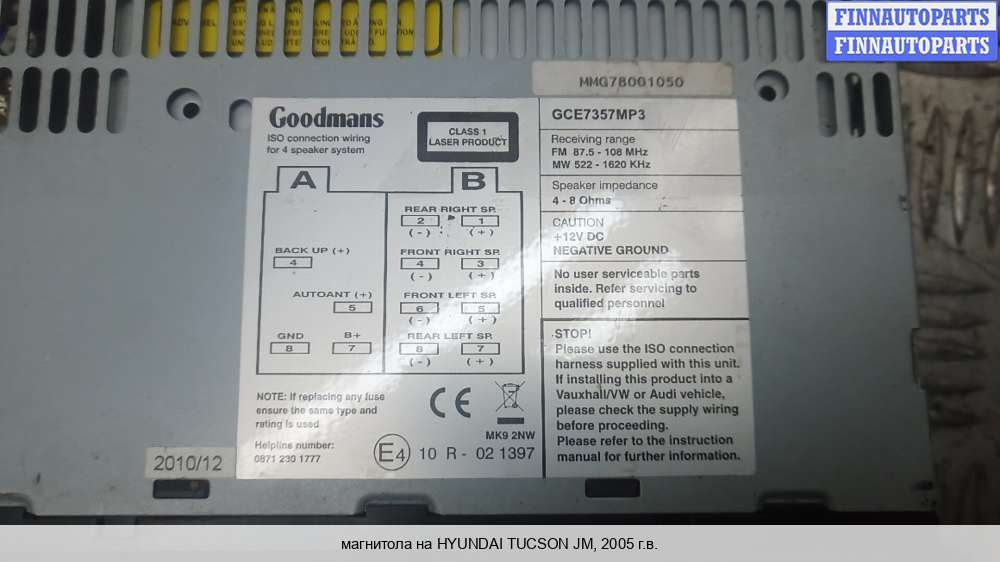 FINNAUTOPARTS
FINNAUTOPARTS
MMG78001050
Goodmans
ISO connection wiring
for 4 speaker system
CLASS 1
LASER PRODUCT
A
B
BACK UP (+)
4
AUTOANT (+)
5
GND
B+
8
7
REAR RIGHT SP.
2
1
(-)
(+)
FRONT RIGHT SP.
4
3
(-)
(+)
FRONT LEFT SP.
6
5
(-)
(+)
REAR LEFT SP.
8
7
(-)
(+)
NOTE: If replacing any fuse
ensure the same type and
rating is used
Helpline number:
0871 230 1777
CE
MK9 2NW
E4
10 R - 02 1397
GCE7357MP3
Receiving range
FM 87.5 - 108 MHz
MW 522 - 1620 KHz
Speaker impedance
4 - 8 Ohms
CAUTION
+12V DC
NEGATIVE GROUND
No user serviceable parts
inside. Refer servicing to
qualified personnel
STOP!
Please use the ISO connection
harness supplied with this unit.
If installing this product into a
Vauxhall/VW or Audi vehicle,
please check the supply wiring
before proceeding.
Please refer to the instruction
manual for further information.
2010/12
магнитола на HYUNDAI TUCSON JM, 2005 г.в.